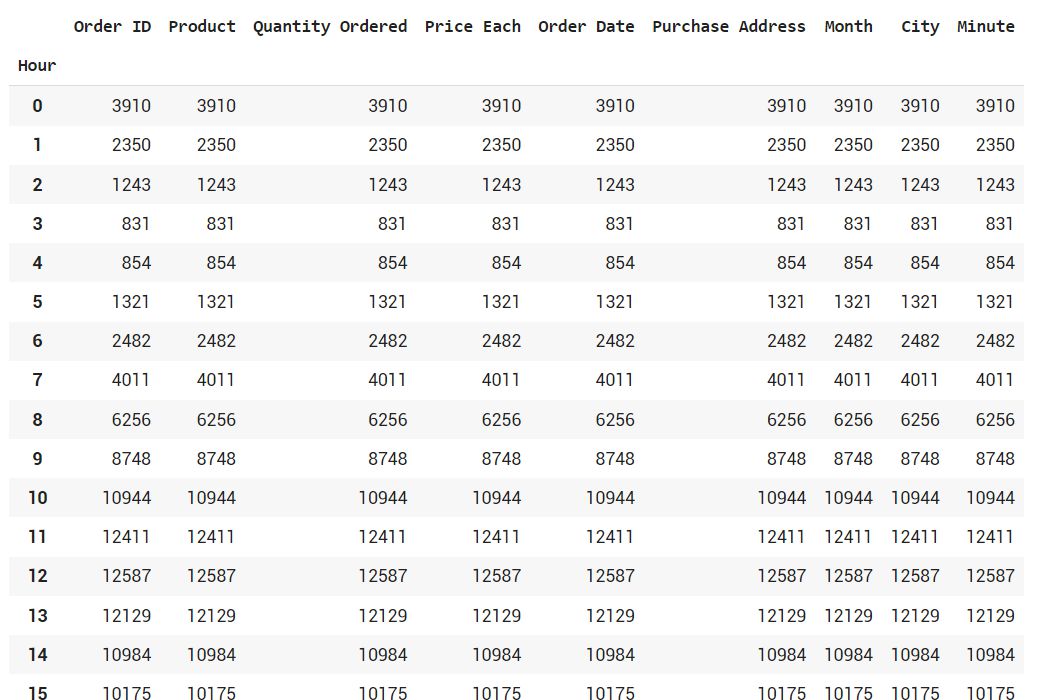 Order ID Product Quantity Ordered Price Each Order Date Purchase Address Month City Minute
Hour
0 3910 3910 3910 3910 3910 3910 3910 3910 3910
1 2350 2350 2350 2350 2350 2350 2350 2350 2350
2 1243 1243 1243 1243 1243 1243 1243 1243 1243
3 831 831 831 831 831 831 831 831 831
4 854 854 854 854 854 854 854 854 854
5 1321 1321 1321 1321 1321 1321 1321 1321 1321
6 2482 2482 2482 2482 2482 2482 2482 2482 2482
7 4011 4011 4011 4011 4011 4011 4011 4011 4011
8 6256 6256 6256 6256 6256 6256 6256 6256 6256
9 8748 8748 8748 8748 8748 8748 8748 8748 8748
10 10944 10944 10944 10944 10944 10944 10944 10944 10944
11 12411 12411 12411 12411 12411 12411 12411 12411 12411
12 12587 12587 12587 12587 12587 12587 12587 12587 12587
13 12129 12129 12129 12129 12129 12129 12129 12129 12129
14 10984 10984 10984 10984 10984 10984 10984 10984 10984
15 10175 10175 10175 10175 10175 10175 10175 10175 10175